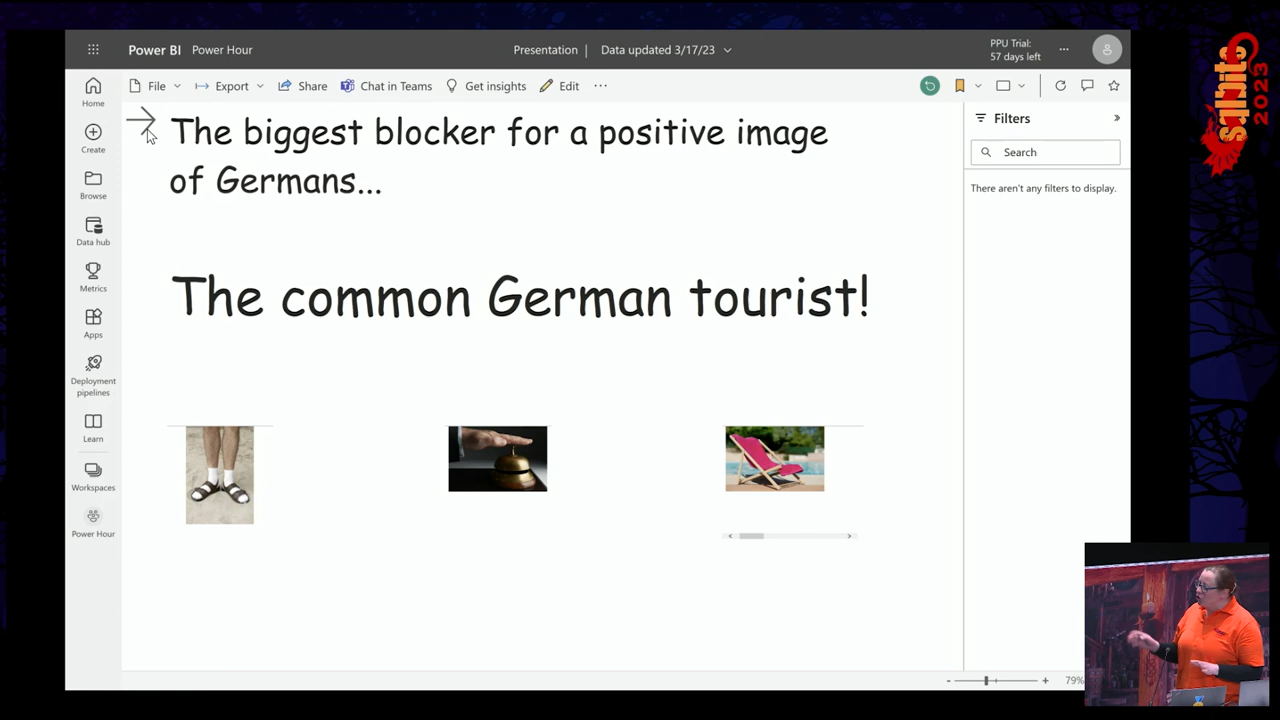 Power BI Power Hour
Presentation | Data updated 3/17/23
PPU Trial:
57 days left
File Export Share Chat in Teams Get insights Edit
Home
Create
Browse
Data hub
Metrics
Apps
Deployment
pipelines
Learn
Workspaces
Power Hour
The biggest blocker for a positive image
of Germans...
The common German tourist!
Filters
Search
There aren't any filters to display.
79%
sqlbits
2023